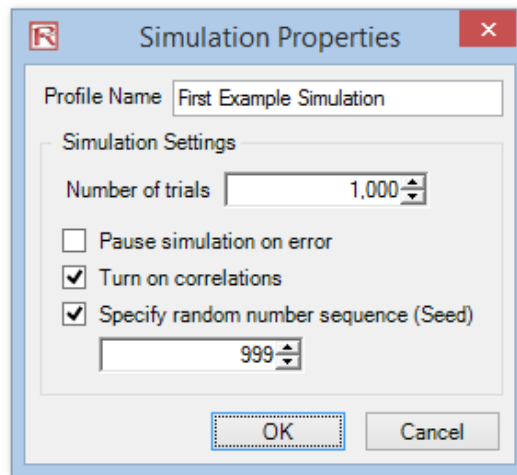 Simulation Properties
Profile Name First Example Simulation
Simulation Settings
Number of trials 1,000
Pause simulation on error
Turn on correlations
Specify random number sequence (Seed)
999
OK Cancel